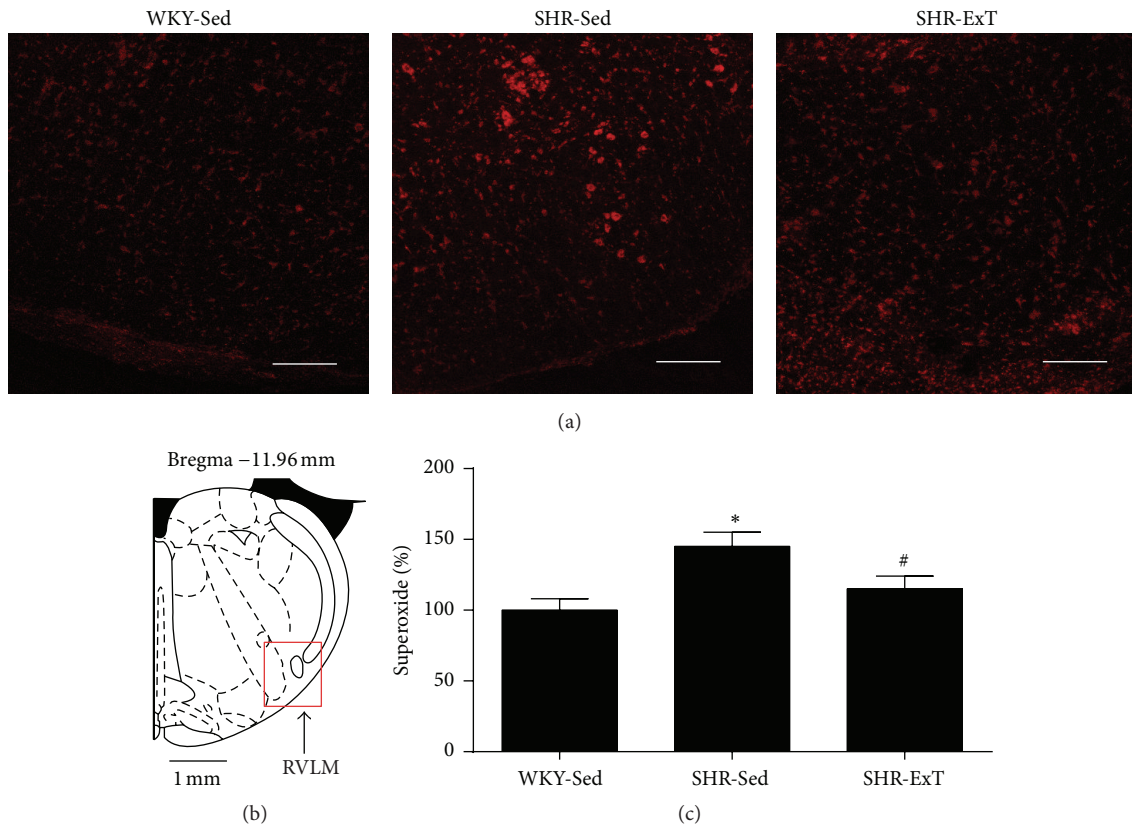 WKY-Sed
SHR-Sed
SHR-ExT
(a)
Bregma −11.96 mm
RVLM
1 mm
(b)
Superoxide (%)
200
150
100
50
0
*
#
WKY-Sed
SHR-Sed
SHR-ExT
(c)